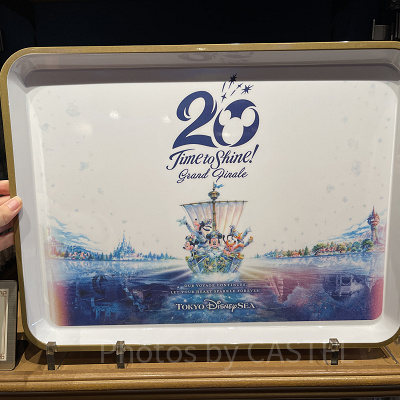 20
Time to Shine!
Grand Finale
OUR VOYAGE CONTINUES
LET YOUR HEART SPARKLE FOREVER
TOKYO DISNEYSEA
Photos by CASTEL